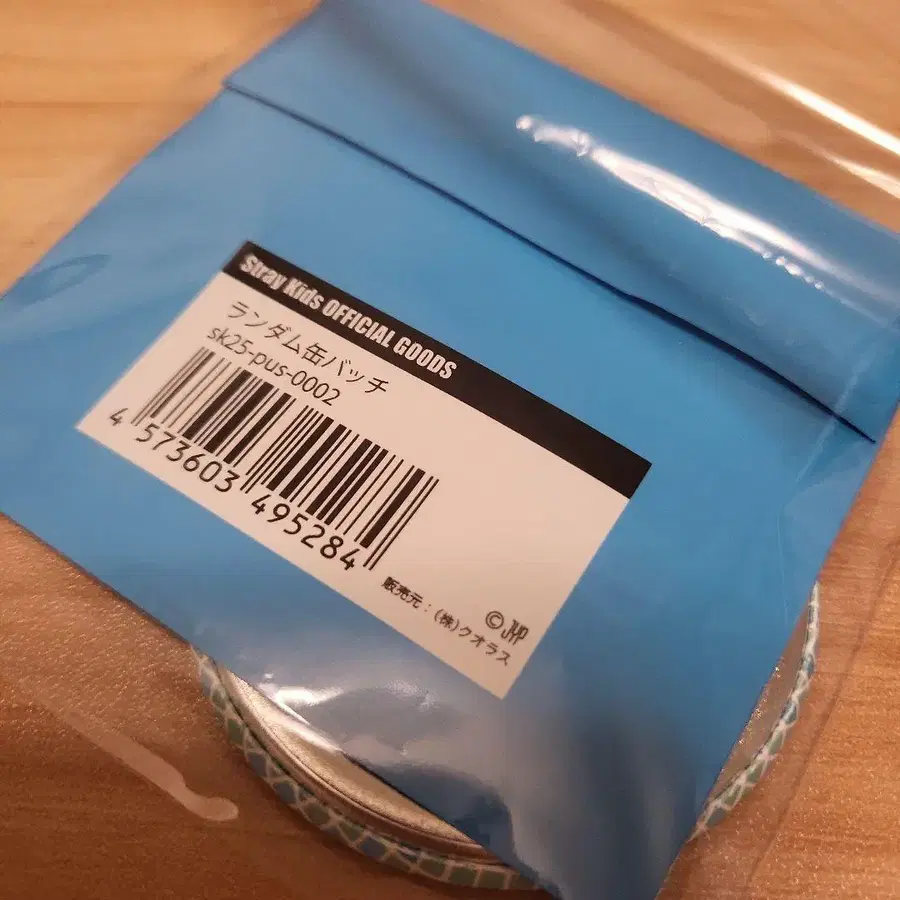 Stray Kids OFFICIAL GOODS
ランダム缶バッチ
sk25-pus-0002
4 573603 495284
©JYP
販売元：(株)クオラス